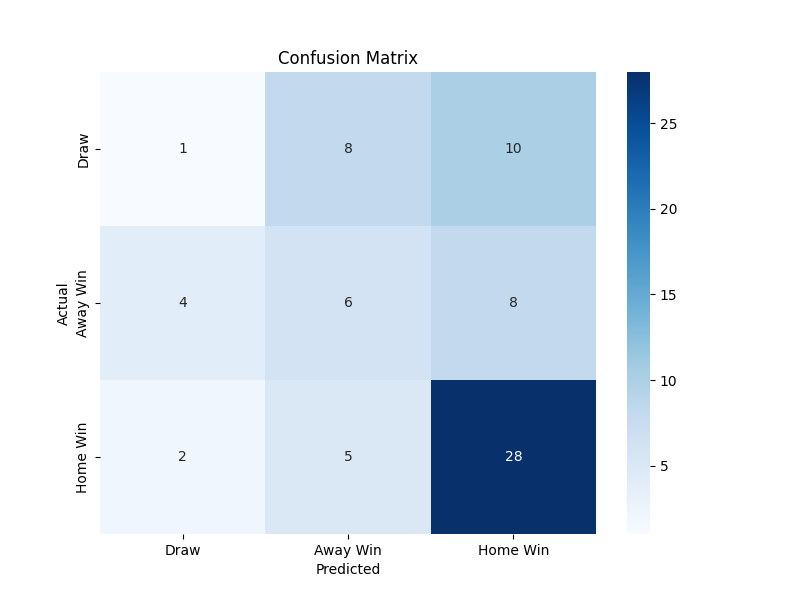 Confusion Matrix
Actual
Draw
1 8 10
Away Win
4 6 8
Home Win
2 5 28
Draw Away Win Home Win
Predicted
25
20
15
10
5